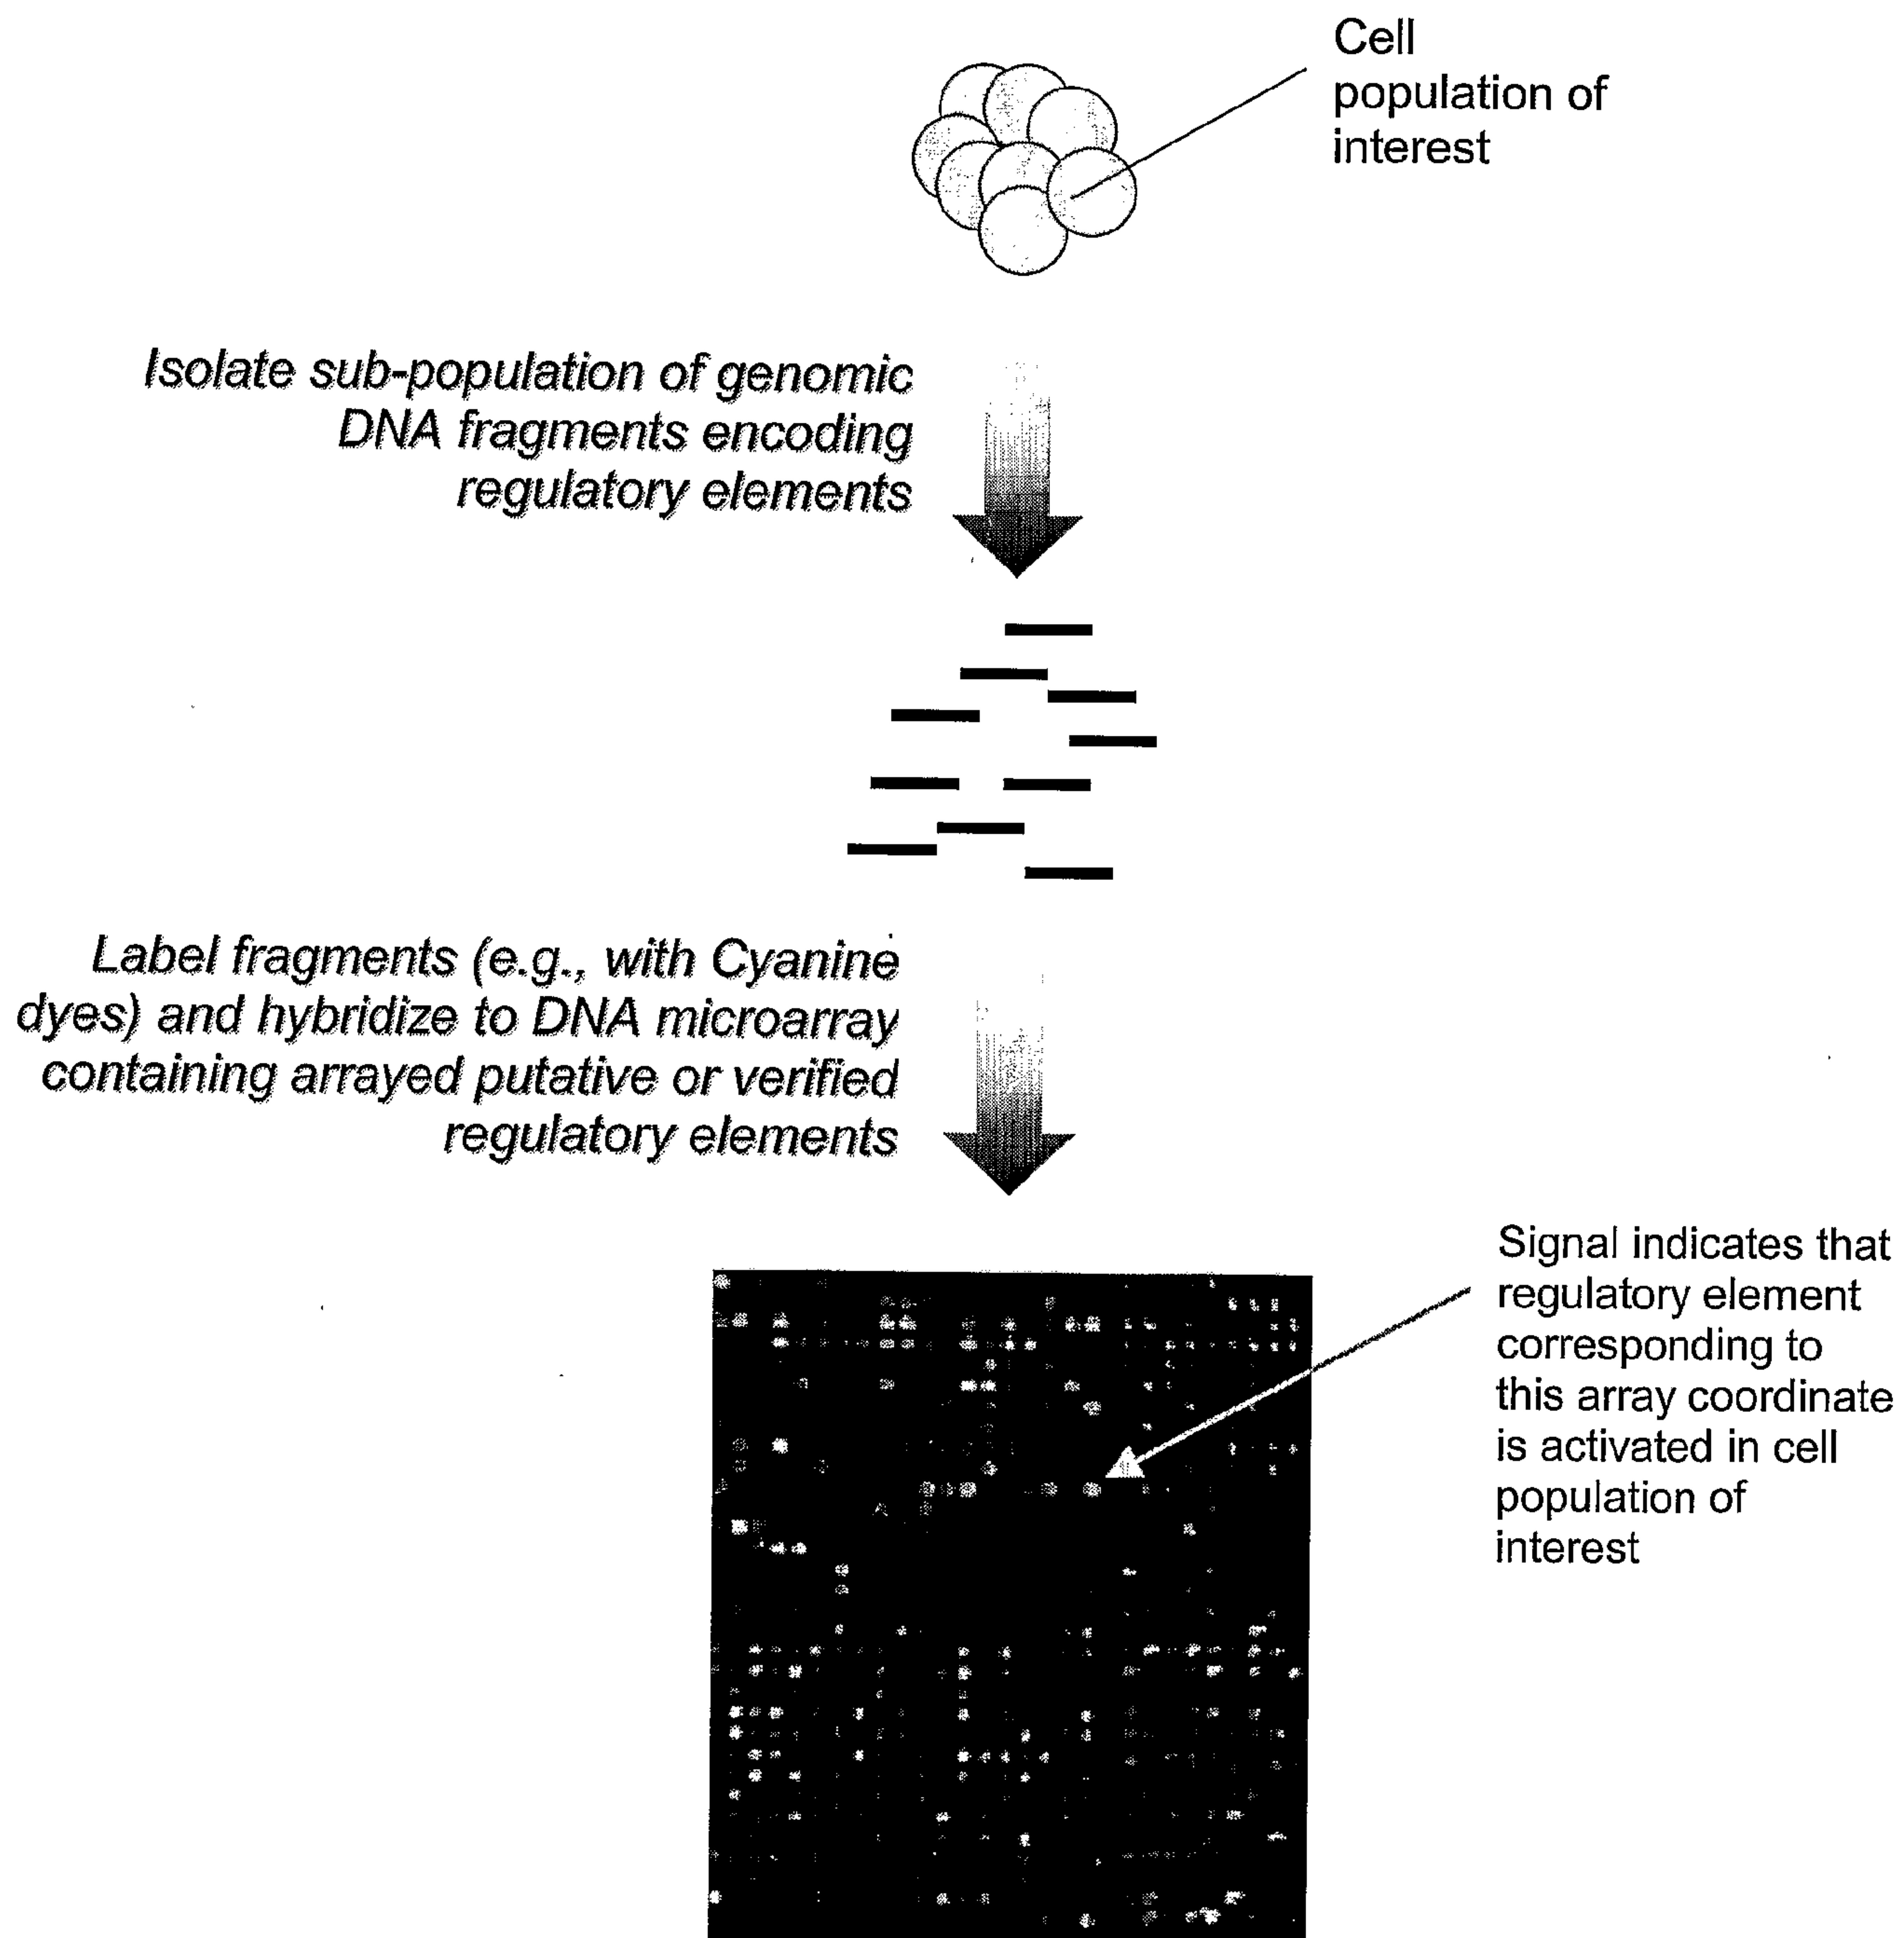 Cell
population of
interest
Isolate sub-population of genomic
DNA fragments encoding
regulatory elements
Label fragments (e.g., with Cyanine
dyes) and hybridize to DNA microarray
containing arrayed putative or verified
regulatory elements
Signal indicates that
regulatory element
corresponding to
this array coordinate
is activated in cell
population of
interest